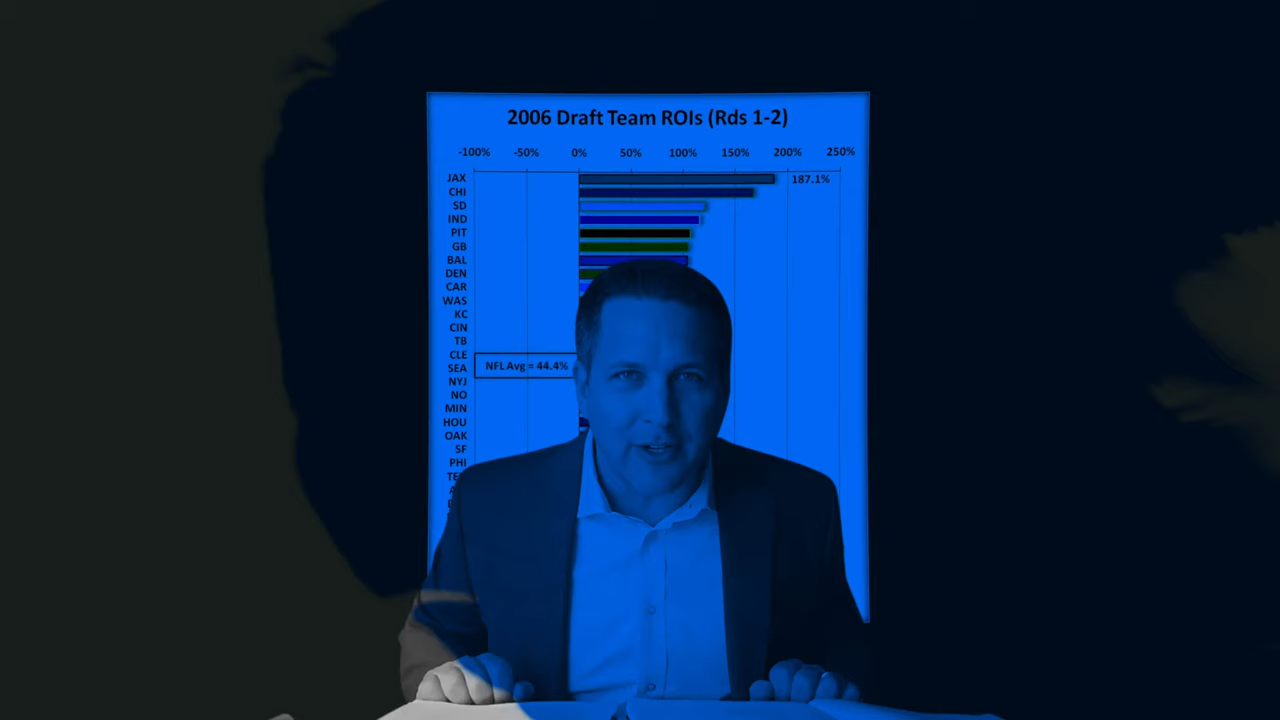 2006 Draft Team ROIs (Rds 1-2)
-100% -50% 0% 50% 100% 150% 200% 250%
JAX 187.1%
CHI
SD
IND
PIT
GB
BAL
DEN
CAR
WAS
KC
CIN
TB
CLE
NFL Avg = 44.4%
SEA
NYJ
NO
MIN
HOU
OAK
SF
PHI